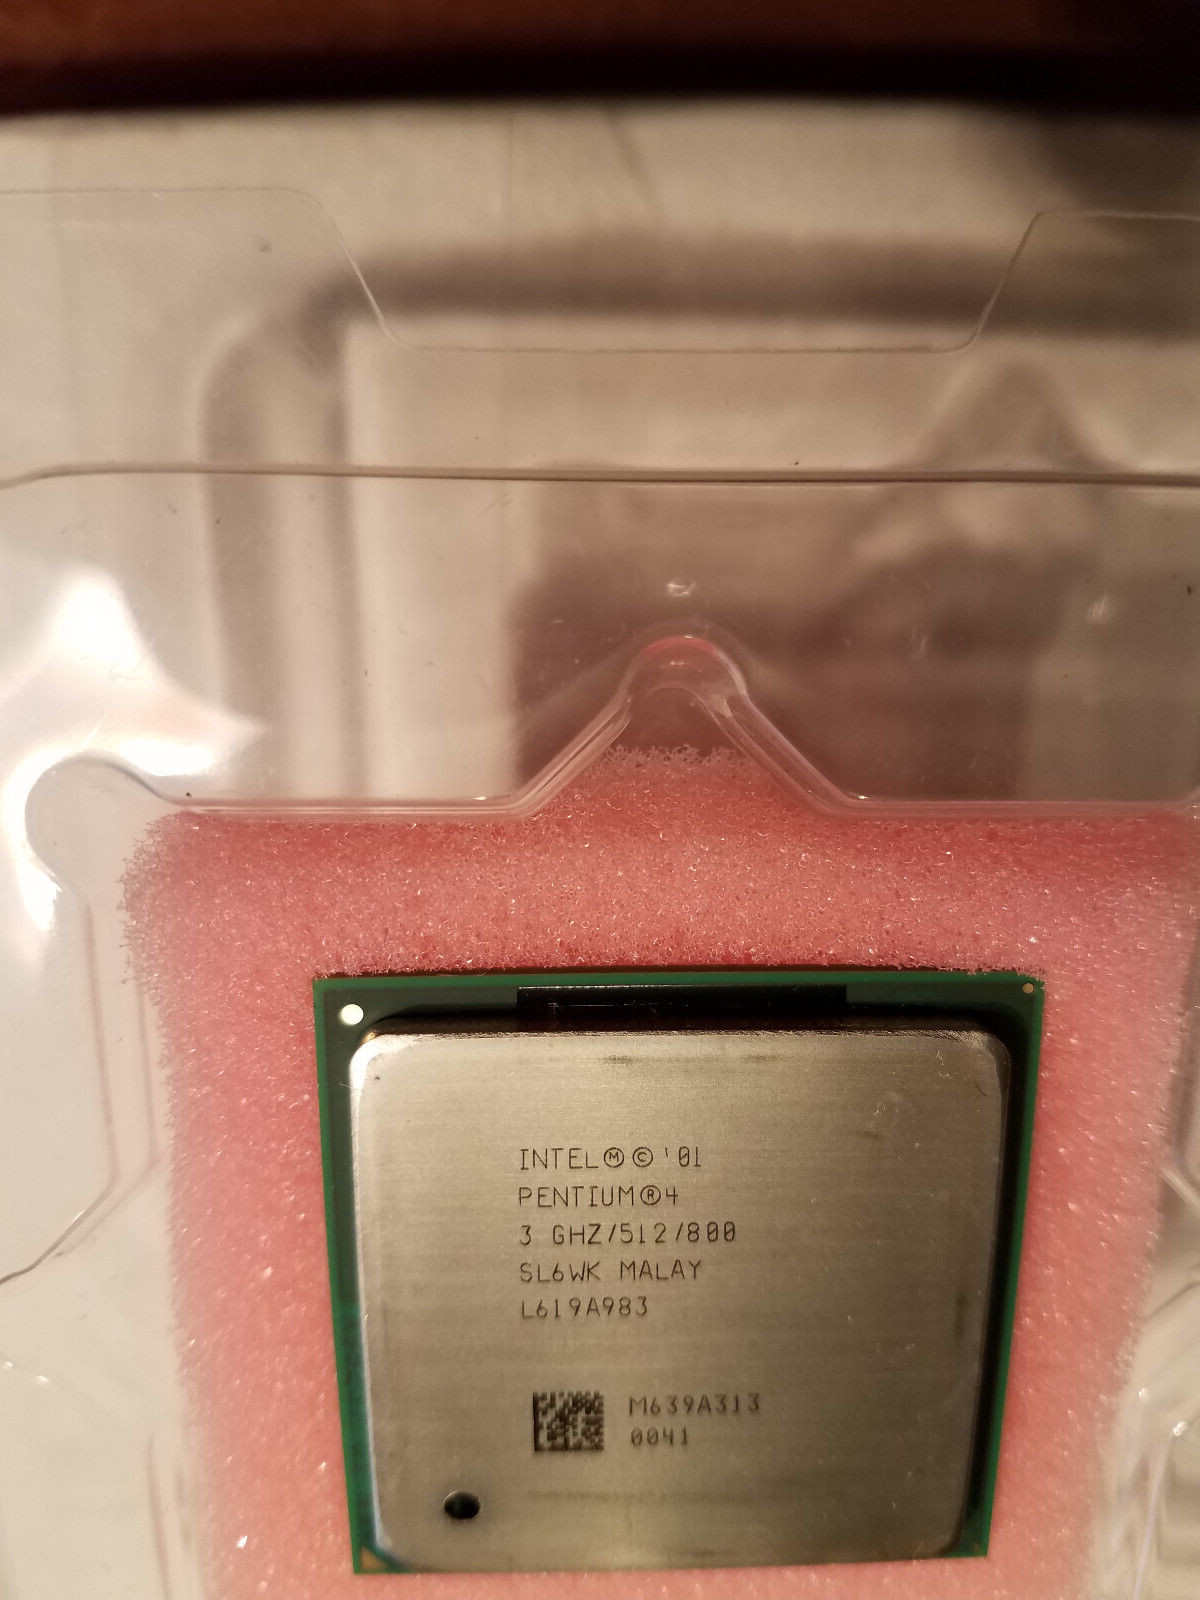 INTEL Ⓜ © '01
PENTIUM ® 4
3 GHZ/512/800
SL6WK MALAY
L619A983
M639A313
0041